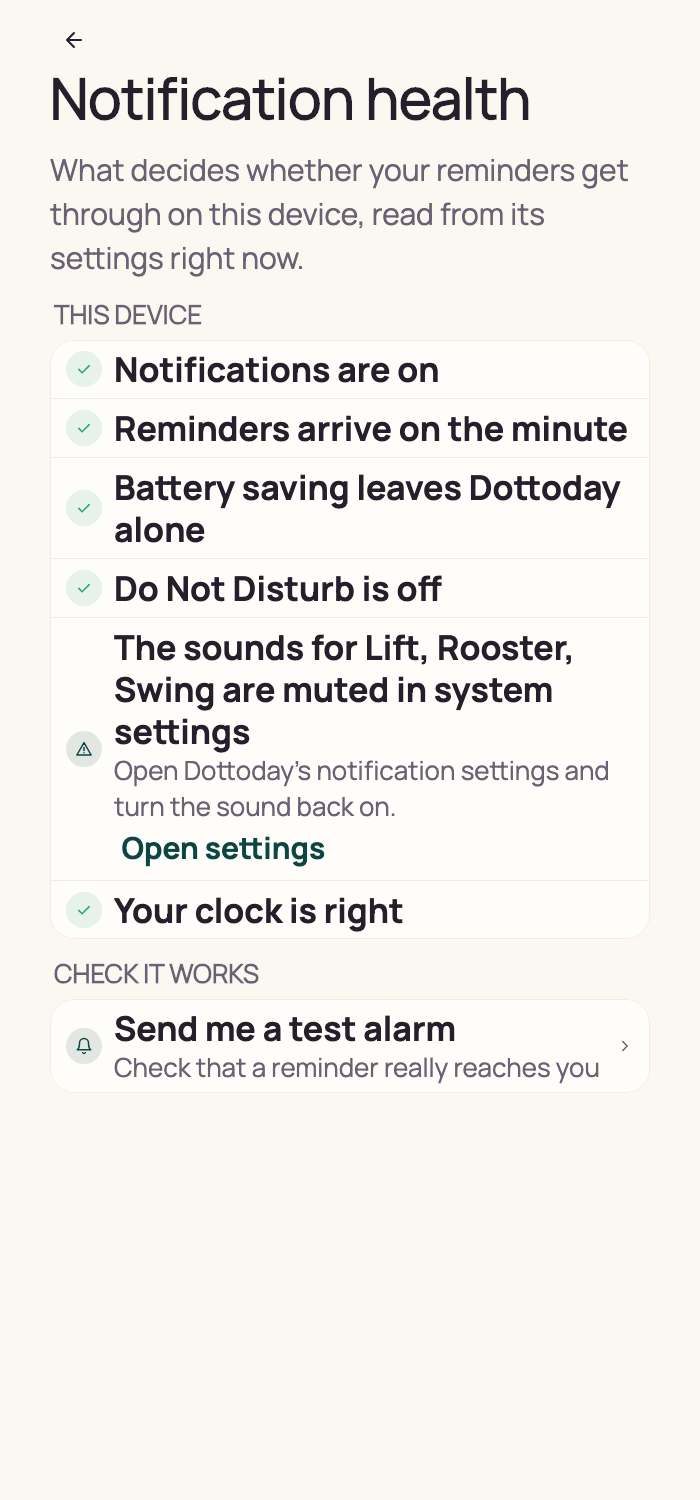 Notification health
What decides whether your reminders get
through on this device, read from its
settings right now.
THIS DEVICE
Notifications are on
Reminders arrive on the minute
Battery saving leaves Dottoday
alone
Do Not Disturb is off
The sounds for Lift, Rooster,
Swing are muted in system
settings
Open Dottoday’s notification settings and
turn the sound back on.
Open settings
Your clock is right
CHECK IT WORKS
Send me a test alarm
Check that a reminder really reaches you